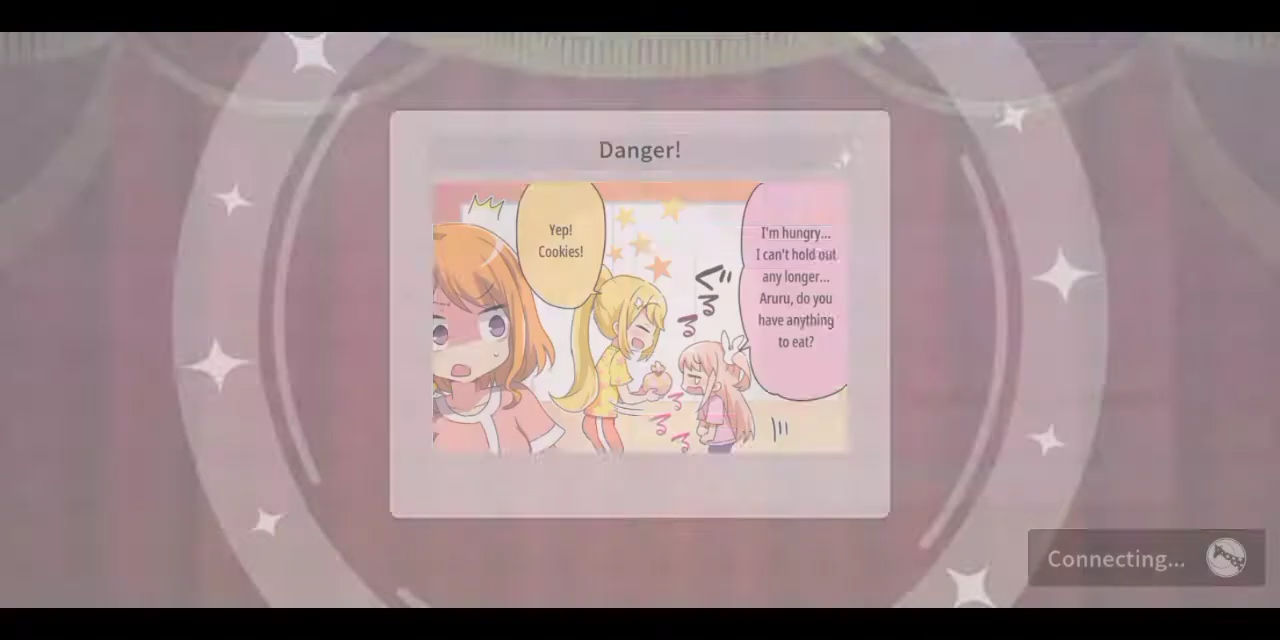 Danger!
Yep!
Cookies!
I'm hungry...
I can't hold out
any longer...
Aruru, do you
have anything
to eat?
ぐ
る
る
る
る
る
Connecting...